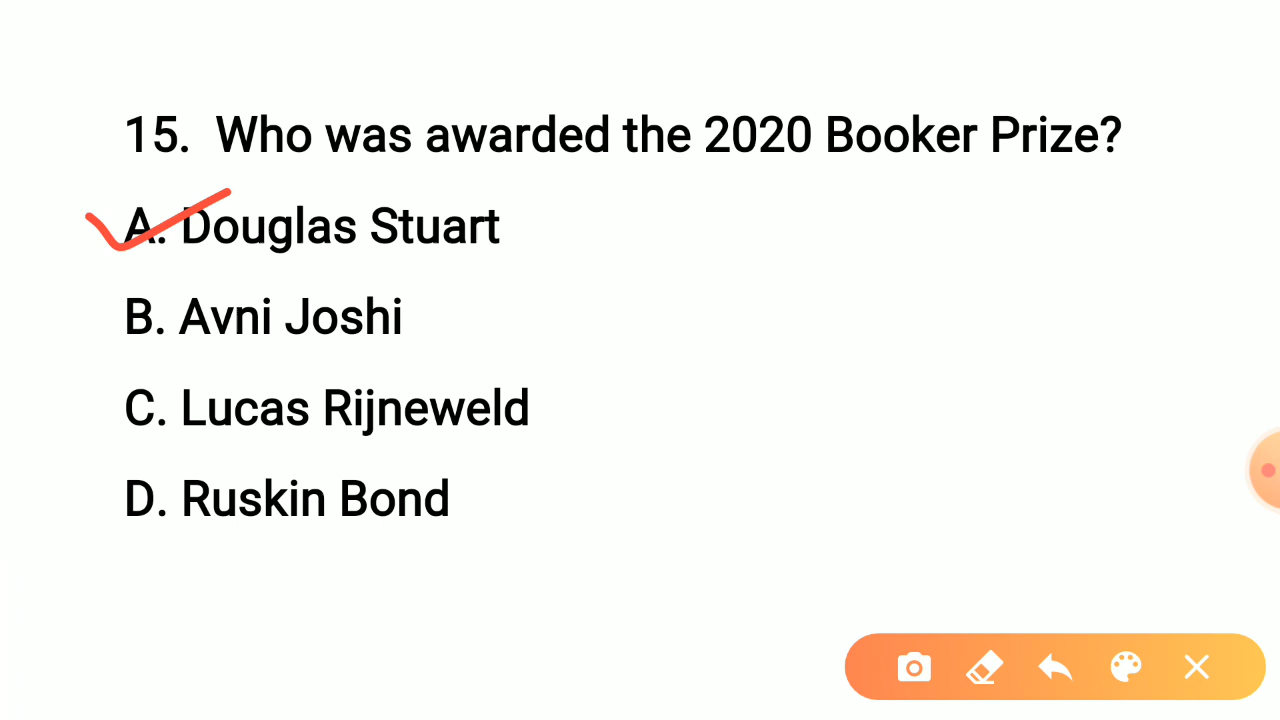 15. Who was awarded the 2020 Booker Prize?
A. Douglas Stuart
B. Avni Joshi
C. Lucas Rijneweld
D. Ruskin Bond